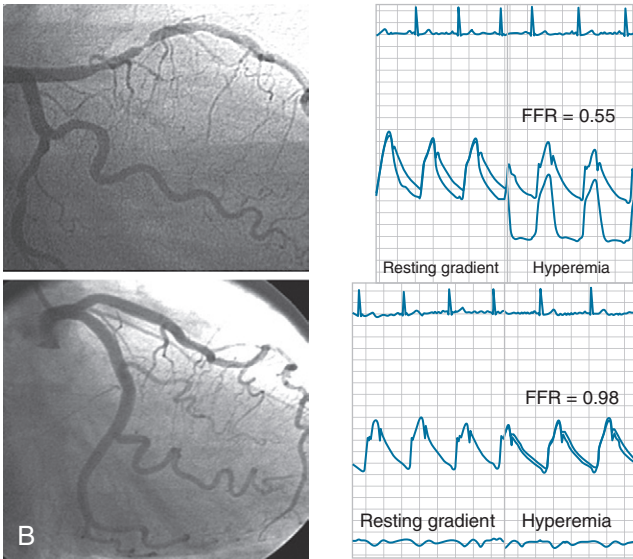 FFR = 0.55
Resting gradient Hyperemia
FFR = 0.98
Resting gradient Hyperemia
B